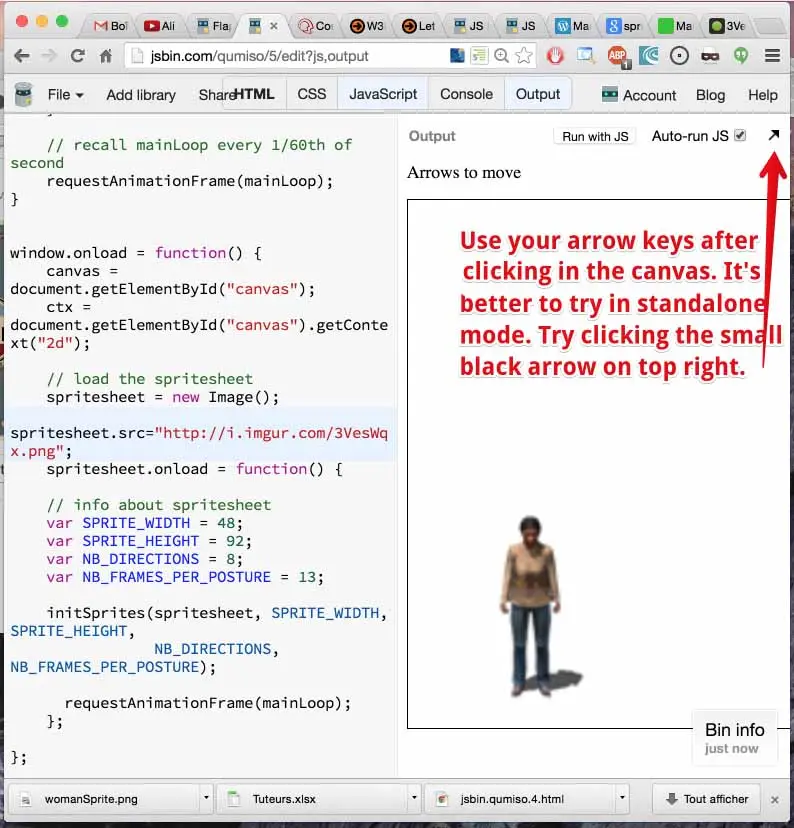 Bo
Ali
Flap
Co
W3
Let
JS
JS
Ma
spr
Ma
3Ve
jsbin.com/qumiso/5/edit?js,output
ABP
1
File Add library Share HTML CSS JavaScript Console Output Account Blog Help
Output Run with JS Auto-run JS
// recall mainLoop every 1/60th of
second
requestAnimationFrame(mainLoop);
}
window.onload = function() {
canvas =
document.getElementById("canvas");
ctx =
document.getElementById("canvas").getConte
xt("2d");
// load the spritesheet
spritesheet = new Image();
spritesheet.src="http://i.imgur.com/3VesWq
x.png";
spritesheet.onload = function() {
// info about spritesheet
var SPRITE_WIDTH = 48;
var SPRITE_HEIGHT = 92;
var NB_DIRECTIONS = 8;
var NB_FRAMES_PER_POSTURE = 13;
initSprites(spritesheet, SPRITE_WIDTH,
SPRITE_HEIGHT,
NB_DIRECTIONS,
NB_FRAMES_PER_POSTURE);
requestAnimationFrame(mainLoop);
};
};
Arrows to move
Use your arrow keys after
clicking in the canvas. It's
better to try in standalone
mode. Try clicking the small
black arrow on top right.
Bin info
just now
womanSprite.png Tuteurs.xlsx jsbin.qumiso.4.html Tout afficher